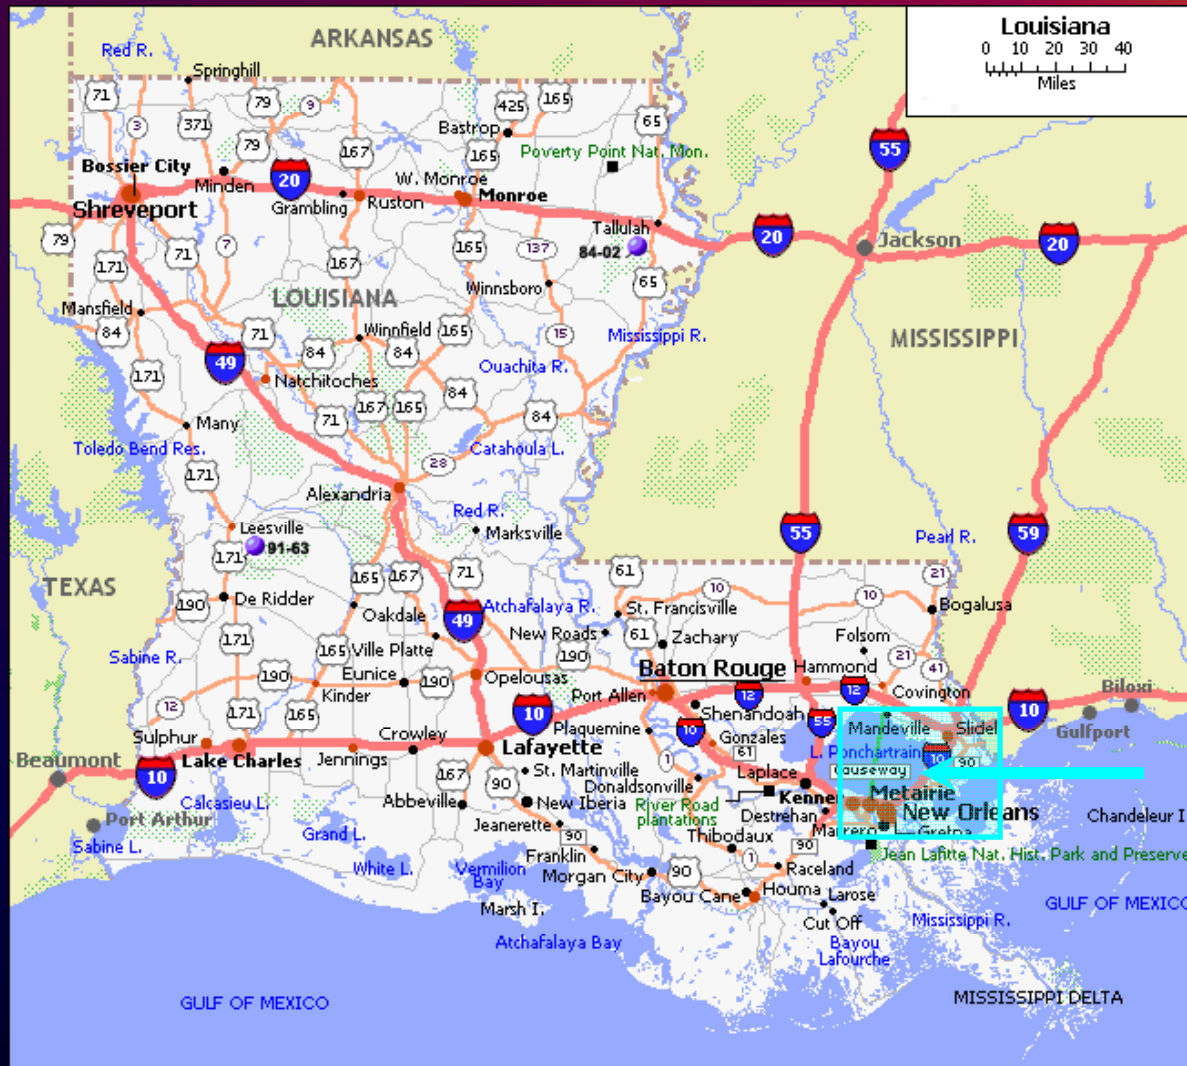 Louisiana
0 10 20 30 40
Miles
ARKANSAS
Red R.
Springhill
71
79
9
425
165
3
371
Bastrop
65
55
79
167
165
Poverty Point Nat. Mon.
Bossier City
Minden
20
W. Monroe
Monroe
Shreveport
Grambling
Ruston
Tallulah
79
71
7
165
137
84-02
20
Jackson
20
171
167
Winnsboro
65
LOUISIANA
Mansfield
84
71
Winnfield
165
15
Mississippi R.
MISSISSIPPI
49
84
84
Ouachita R.
171
Natchitoches
84
167
165
71
84
Many
Toledo Bend Res.
Catahoula L.
171
28
Alexandria
Red R.
Leesville
Marksville
55
59
Pearl R.
171
91-63
TEXAS
165
167
71
61
10
10
21
190
De Ridder
Oakdale
Atchafalaya R.
St. Francisville
Bogalusa
49
New Roads
61
Zachary
Folsom
171
165
Ville Platte
190
21
Sabine R.
190
Eunice
190
Opelousas
Baton Rouge
Hammond
41
Kinder
Port Allen
12
12
Covington
Biloxi
12
171
165
10
Shenandoah
10
Plaquemine
10
55
Mandeville
Slidel
Gulfport
Sulphur
Crowley
Lafayette
Gonzales
61
L. Ponchartrain
10
90
Beaumont
10
Lake Charles
Jennings
167
90
St. Martinville
1
Laplace
Causeway
Donaldsonville
Calcasieu L.
Abbeville
New Iberia
River Road
plantations
Kenner
Metairie
New Orleans
Port Arthur
Grand L.
Jeanerette
90
Destrehan
Marrero
Gretna
Chandeleur I
Sabine L.
Thibodaux
90
White L.
Vermilion
Bay
Franklin
1
Jean Lafitte Nat. Hist. Park and Preserve
Morgan City
90
Raceland
Marsh I.
Bayou Cane
Houma
Larose
GULF OF MEXICO
Cut Off
Mississippi R.
Atchafalaya Bay
Bayou
Lafourche
GULF OF MEXICO
MISSISSIPPI DELTA